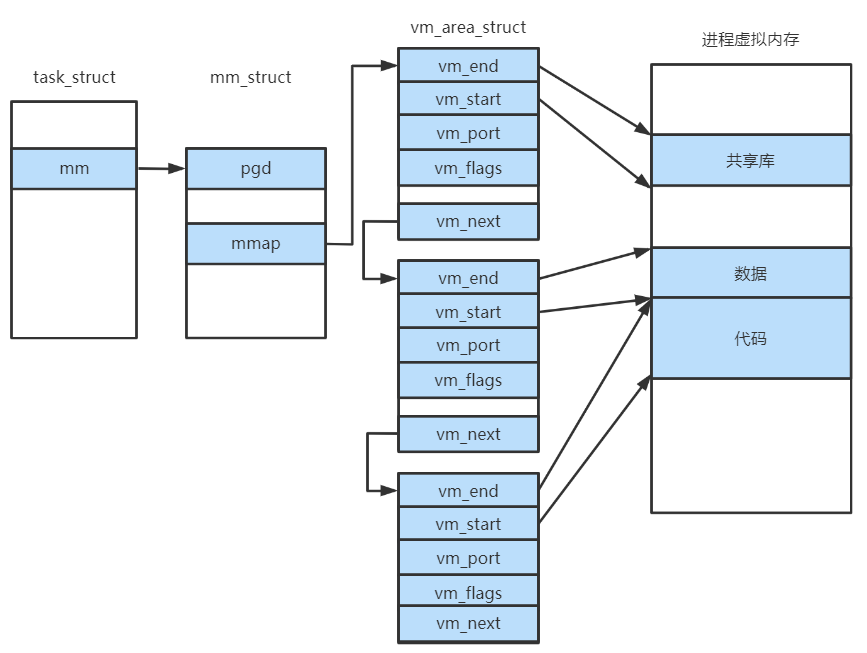 task_struct
mm
mm_struct
pgd
mmap
vm_area_struct
vm_end
vm_start
vm_port
vm_flags
vm_next
vm_end
vm_start
vm_port
vm_flags
vm_next
vm_end
vm_start
vm_port
vm_flags
vm_next
进程虚拟内存
共享库
数据
代码